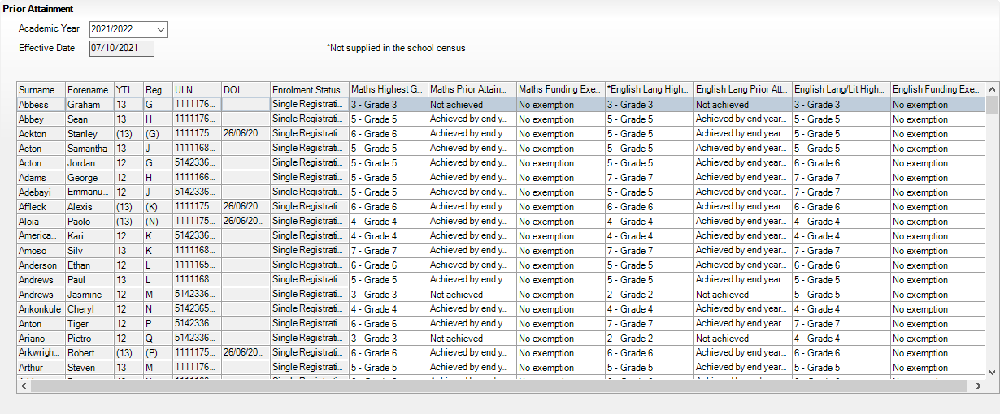 Prior Attainment
Academic Year 2021/2022
Effective Date 07/10/2021 *Not supplied in the school census
Surname Forename YTI Reg ULN DOL Enrolment Status Maths Highest G... Maths Prior Attain... Maths Funding Exe... *English Lang High... English Lang Prior Att... English Lang/Lit High... English Funding Exe...
Abbess Graham 13 G 1111176... Single Registrati... 3 - Grade 3 Not achieved No exemption 3 - Grade 3 Not achieved 3 - Grade 3 No exemption
Abbey Sean 13 H 1111176... Single Registrati... 5 - Grade 5 Achieved by end y... No exemption 5 - Grade 5 Achieved by end year... 5 - Grade 5 No exemption
Ackton Stanley (13) (G) 1111175... 26/06/20... Single Registrati... 6 - Grade 6 Achieved by end y... No exemption 5 - Grade 5 Achieved by end year... 5 - Grade 5 No exemption
Acton Samantha 13 J 1111168... Single Registrati... 5 - Grade 5 Achieved by end y... No exemption 5 - Grade 5 Achieved by end year... 5 - Grade 5 No exemption
Acton Jordan 12 G 5142336... Single Registrati... 5 - Grade 5 Achieved by end y... No exemption 5 - Grade 5 Achieved by end year... 6 - Grade 6 No exemption
Adams George 12 H 1111166... Single Registrati... 5 - Grade 5 Achieved by end y... No exemption 7 - Grade 7 Achieved by end year... 7 - Grade 7 No exemption
Adebayi Emmanu... 12 J 5142336... Single Registrati... 5 - Grade 5 Achieved by end y... No exemption 5 - Grade 5 Achieved by end year... 7 - Grade 7 No exemption
Affleck Alexis (13) (K) 1111175... 26/06/20... Single Registrati... 6 - Grade 6 Achieved by end y... No exemption 6 - Grade 6 Achieved by end year... 6 - Grade 6 No exemption
Aloia Paolo (13) (N) 1111175... 26/06/20... Single Registrati... 4 - Grade 4 Achieved by end y... No exemption 4 - Grade 4 Achieved by end year... 4 - Grade 4 No exemption
America... Kari 12 K 5142336... Single Registrati... 4 - Grade 4 Achieved by end y... No exemption 4 - Grade 4 Achieved by end year... 4 - Grade 4 No exemption
Amoso Silv 13 K 1111168... Single Registrati... 7 - Grade 7 Achieved by end y... No exemption 7 - Grade 7 Achieved by end year... 7 - Grade 7 No exemption
Anderson Ethan 12 L 1111165... Single Registrati... 6 - Grade 6 Achieved by end y... No exemption 5 - Grade 5 Achieved by end year... 6 - Grade 6 No exemption
Andrews Paul 13 L 1111168... Single Registrati... 5 - Grade 5 Achieved by end y... No exemption 5 - Grade 5 Achieved by end year... 5 - Grade 5 No exemption
Andrews Jasmine 12 M 5142336... Single Registrati... 3 - Grade 3 Not achieved No exemption 2 - Grade 2 Not achieved 5 - Grade 5 No exemption
Ankonkule Cheryl 12 N 5142365... Single Registrati... 4 - Grade 4 Achieved by end y... No exemption 4 - Grade 4 Achieved by end year... 4 - Grade 4 No exemption
Anton Tiger 12 P 5142336... Single Registrati... 6 - Grade 6 Achieved by end y... No exemption 7 - Grade 7 Achieved by end year... 7 - Grade 7 No exemption
Ariano Pietro 12 Q 5142336... Single Registrati... 3 - Grade 3 Not achieved No exemption 2 - Grade 2 Not achieved 4 - Grade 4 No exemption
Arkwrigh... Robert (13) (P) 1111175... 26/06/20... Single Registrati... 6 - Grade 6 Achieved by end y... No exemption 6 - Grade 6 Achieved by end year... 6 - Grade 6 No exemption
Arthur Steven 13 M 1111176... Single Registrati... 5 - Grade 5 Achieved by end y... No exemption 5 - Grade 5 Achieved by end year... 5 - Grade 5 No exemption